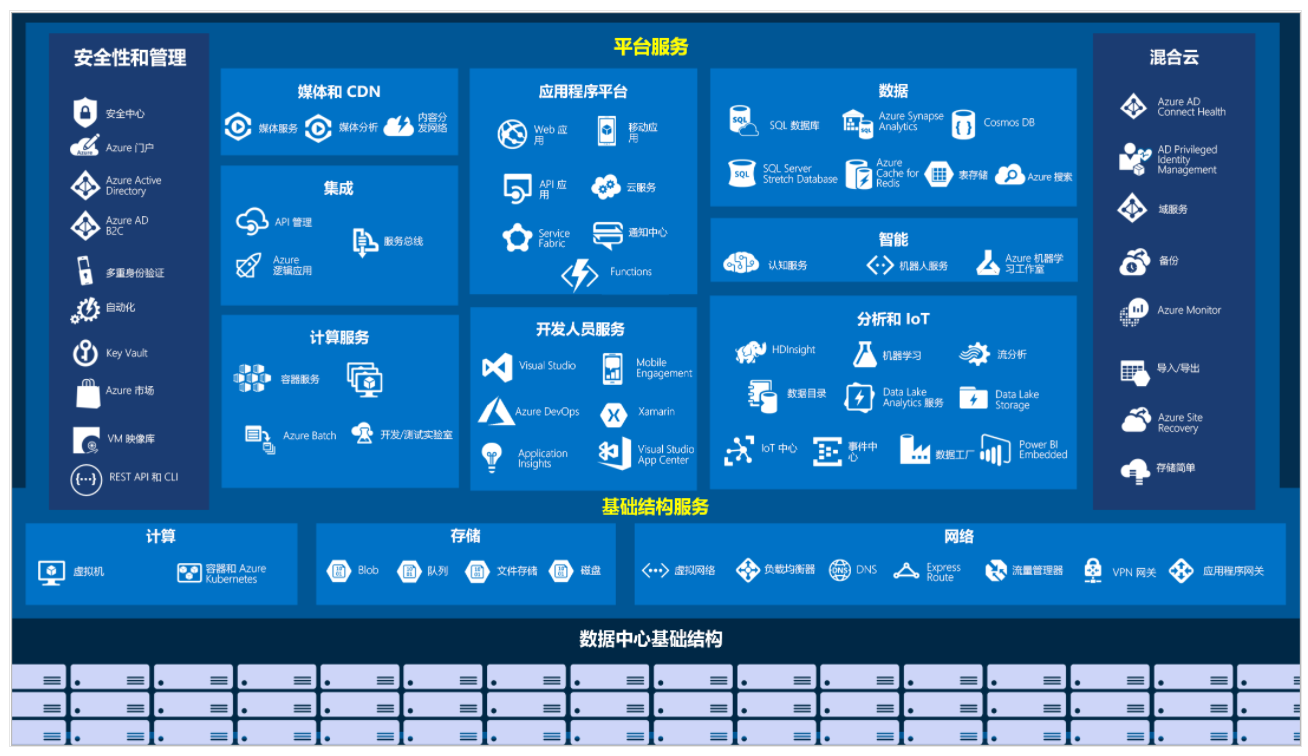 安全性和管理
安全中心
Azure 门户
Azure Active
Directory
Azure AD
B2C
多重身份验证
自动化
Key Vault
Azure 市场
VM 映像库
REST API 和 CLI
平台服务
媒体和 CDN
媒体服务
媒体分析
内容分
发网络
集成
API 管理
服务总线
Azure
逻辑应用
计算服务
容器服务
Azure Batch
开发/测试实验室
应用程序平台
Web 应
用
移动应
用
API 应
用
云服务
Service
Fabric
通知中心
Functions
开发人员服务
Visual Studio
Mobile
Engagement
Azure DevOps
Xamarin
Application
Insights
Visual Studio
App Center
数据
SQL
SQL 数据库
SQL
Azure Synapse
Analytics
Cosmos DB
SQL
SQL Server
Stretch Database
Azure
Cache for
Redis
表存储
Azure 搜索
智能
认知服务
机器人服务
Azure 机器学
习工作室
分析和 IoT
HDInsight
机器学习
流分析
数据目录
Data Lake
Analytics 服务
Data Lake
Storage
IoT 中心
事件中
心
数据工厂
Power BI
Embedded
混合云
Azure AD
Connect Health
AD Privileged
Identity
Management
域服务
备份
Azure Monitor
导入/导出
Azure Site
Recovery
存储简单
基础结构服务
计算
虚拟机
容器和 Azure
Kubernetes
存储
Blob
队列
文件存储
磁盘
网络
虚拟网络
负载均衡器
DNS
DNS
Express
Route
流量管理器
VPN 网关
应用程序网关
数据中心基础结构